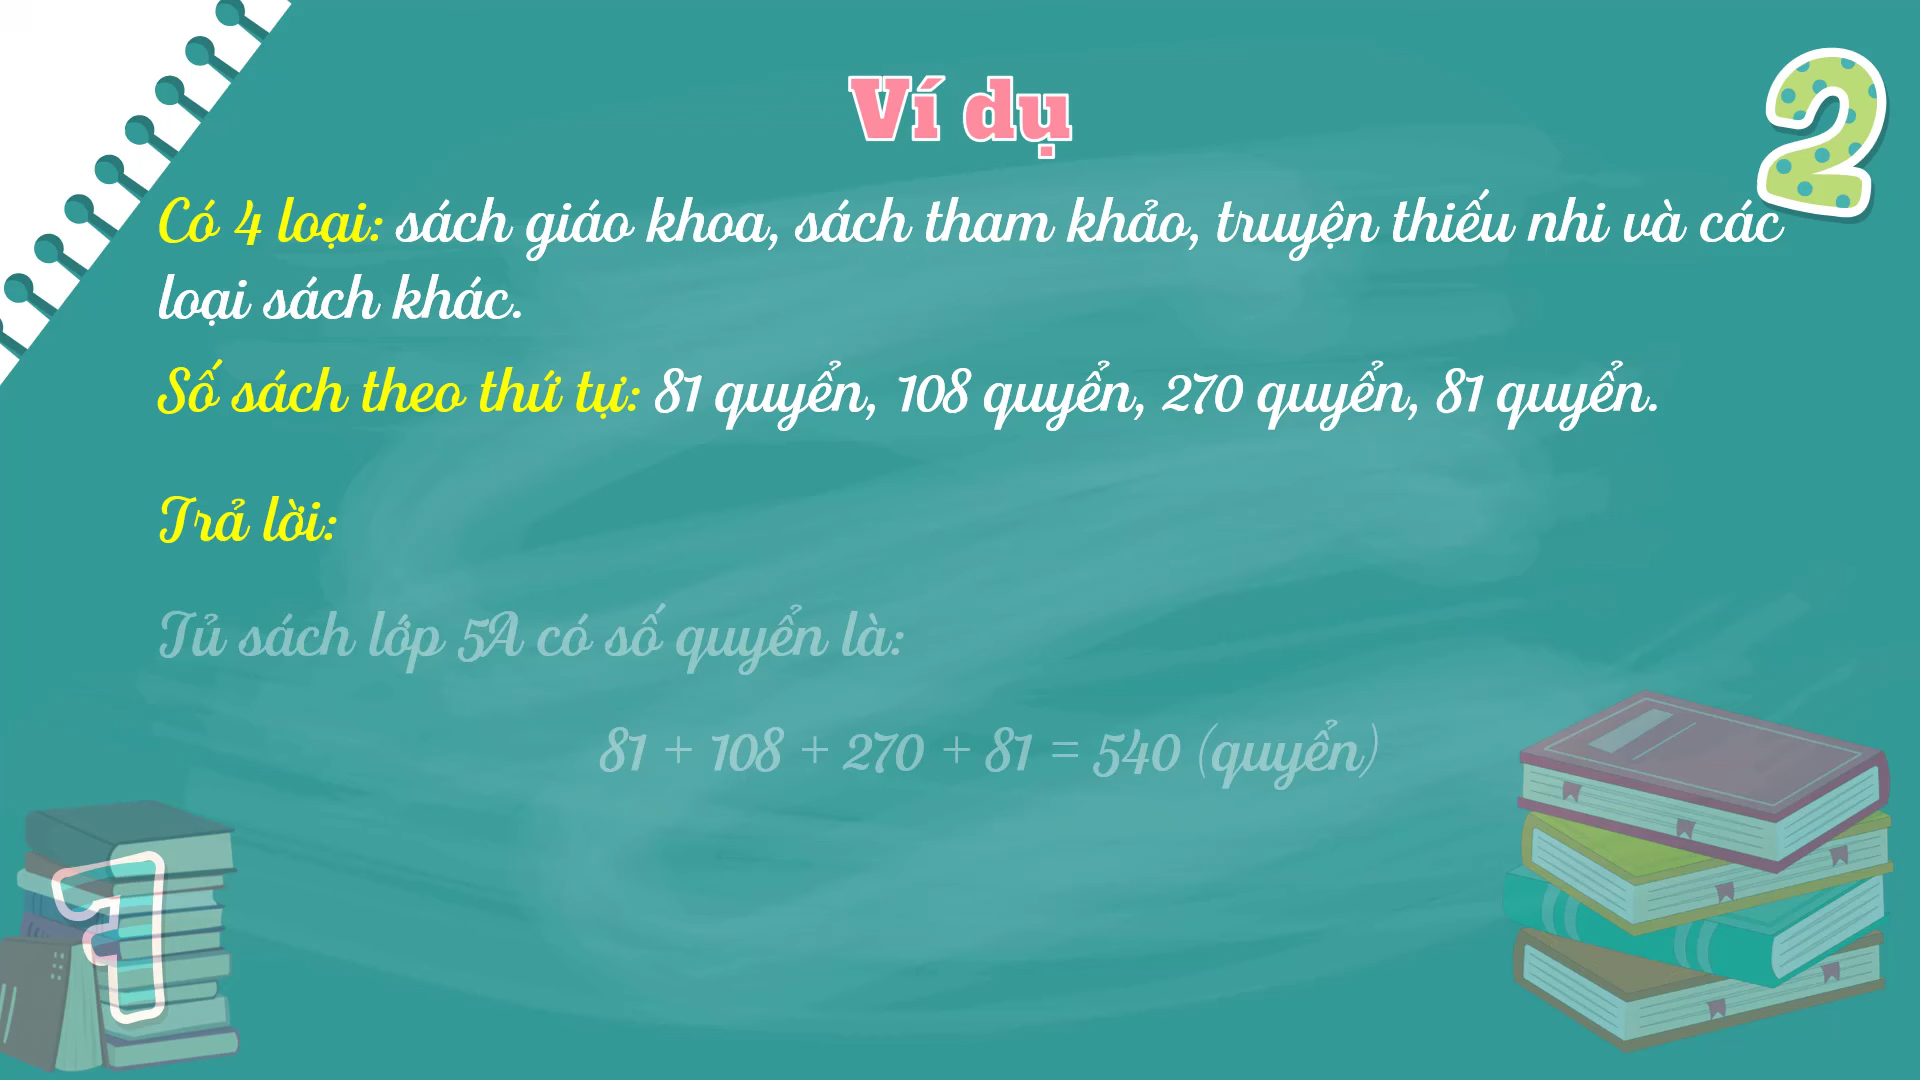 Ví dụ
2
Có 4 loại: sách giáo khoa, sách tham khảo, truyện thiếu nhi và các
loại sách khác.
Số sách theo thứ tự: 81 quyển, 108 quyển, 270 quyển, 81 quyển.
Trả lời:
Tủ sách lớp 5A có số quyển là:
81 + 108 + 270 + 81 = 540 (quyển)
1